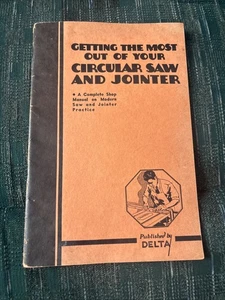 GETTING THE MOST
OUT OF YOUR
CIRCULAR SAW
AND JOINTER
• A Complete Shop
Manual on Modern
Saw and Jointer
Practice
Published by
DELTA